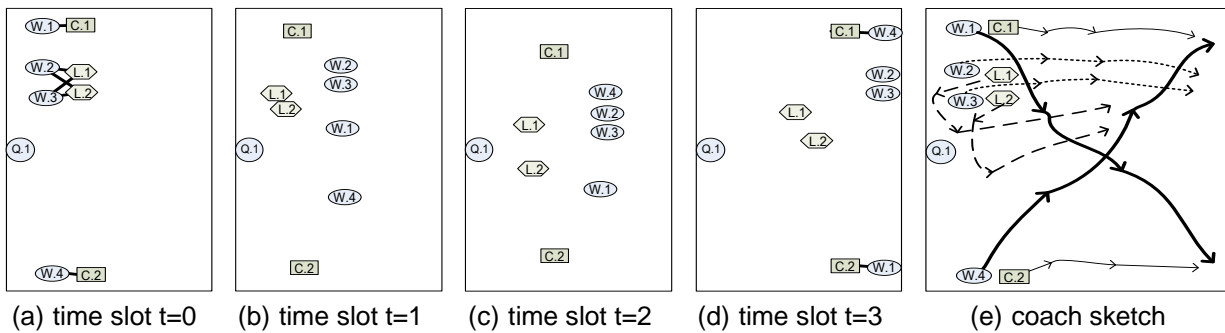 W.1 C.1
W.2 L.1
W.3 L.2
Q.1
W.4 C.2
(a) time slot t=0
C.1
W.2
L.1 W.3
L.2
W.1
Q.1
W.4
C.2
(b) time slot t=1
C.1
W.4
W.2
L.1 W.3
Q.1
L.2
W.1
C.2
(c) time slot t=2
C.1 W.4
W.2
W.3
L.1
L.2
C.2 W.1
(d) time slot t=3
W.1 C.1
W.2 L.1
W.3 L.2
Q.1
W.4 C.2
(e) coach sketch